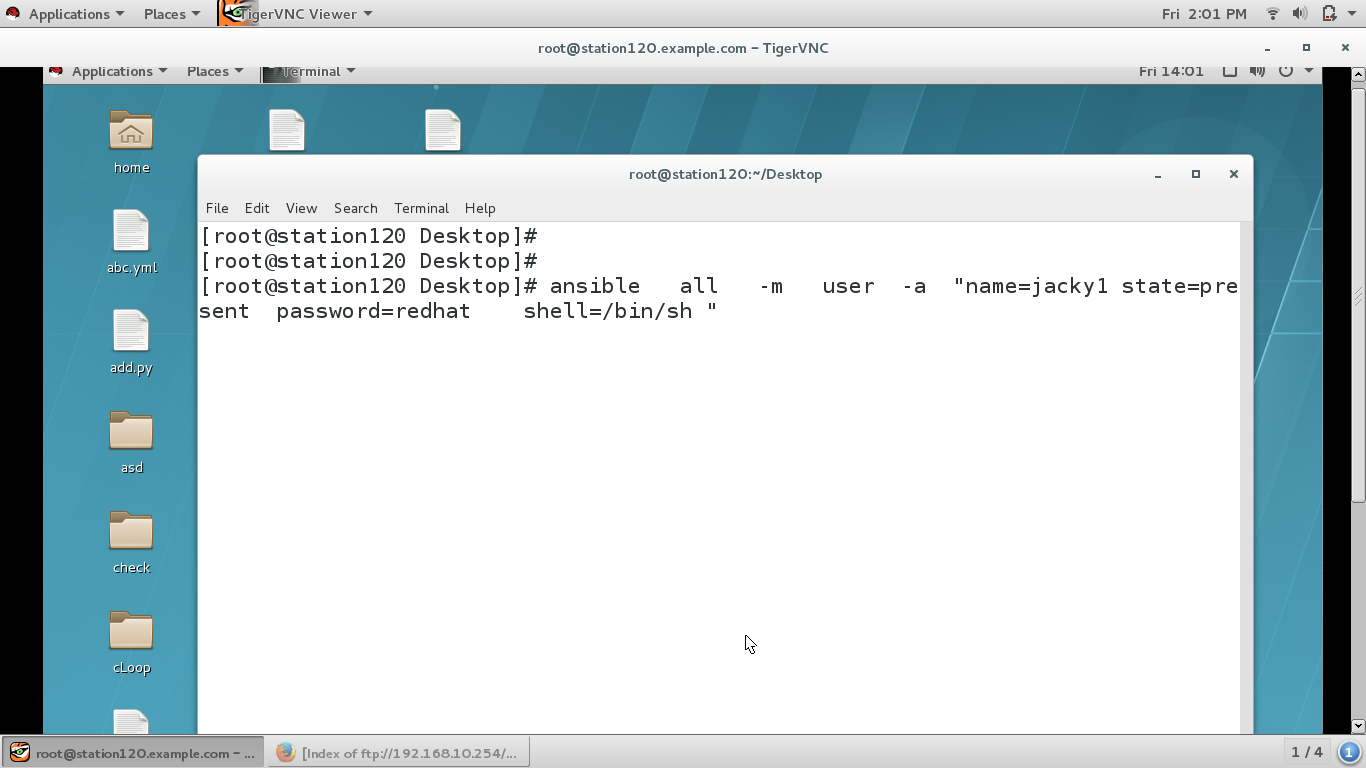 Applications Places TigerVNC Viewer Fri 2:01 PM
root@station120.example.com - TigerVNC
Applications Places Terminal Fri 14:01
home
abc.yml
add.py
asd
check
cLoop
root@station120:~/Desktop
File Edit View Search Terminal Help
[root@station120 Desktop]#
[root@station120 Desktop]#
[root@station120 Desktop]# ansible   all   -m   user  -a  "name=jacky1 state=pre
sent  password=redhat    shell=/bin/sh "
root@station120.example.com - ... [Index of ftp://192.168.10.254/... 1 / 4 1